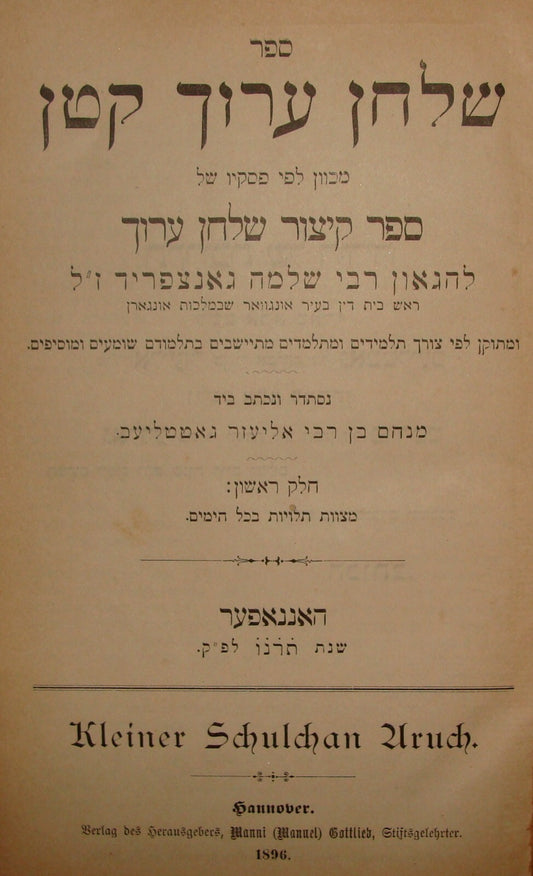 ספר
שלחן ערוך קטן
מכוון לפי פסקיו של
ספר קיצור שלחן ערוך
להגאון רבי שלמה גאנצפריד ז״ל
ראש בית דין בעיר אונגוואר שבמלכות אונגארן
ומתוקן לפי צורך תלמידים ומתלמדים מתיישבים בתלמודם שומעים ומוסיפים.
נסתדר ונכתב ביד
מנחם בן רבי אליעזר גאטטליעב.
חלק ראשון:
מצוות תלויות בכל הימים.
האננאפער
שנת תרנו לפ״ק.
Kleiner Schulchan Aruch.
Hannover.
Verlag des Herausgebers, Manni (Manuel) Gottlieb, Stiftsgelehrter.
1896.